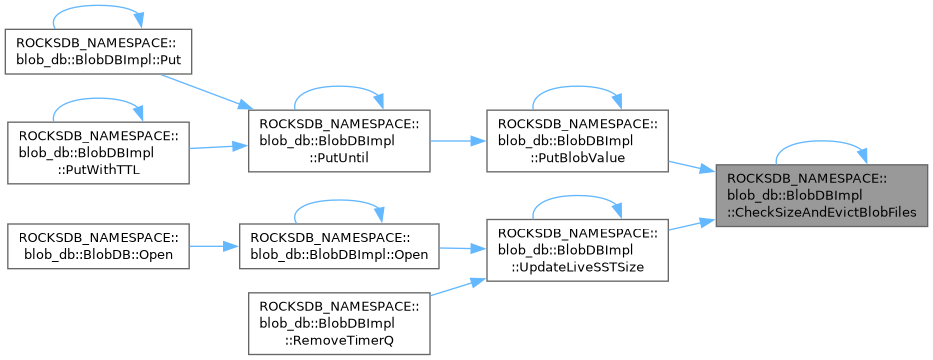 ROCKSDB_NAMESPACE::
blob_db::BlobDBImpl::Put
ROCKSDB_NAMESPACE::
blob_db::BlobDBImpl
::PutWithTTL
ROCKSDB_NAMESPACE::
blob_db::BlobDB::Open
ROCKSDB_NAMESPACE::
blob_db::BlobDBImpl
::PutUntil
ROCKSDB_NAMESPACE::
blob_db::BlobDBImpl::Open
ROCKSDB_NAMESPACE::
blob_db::BlobDBImpl
::RemoveTimerQ
ROCKSDB_NAMESPACE::
blob_db::BlobDBImpl
::PutBlobValue
ROCKSDB_NAMESPACE::
blob_db::BlobDBImpl
::UpdateLiveSSTSize
ROCKSDB_NAMESPACE::
blob_db::BlobDBImpl
::CheckSizeAndEvictBlobFiles